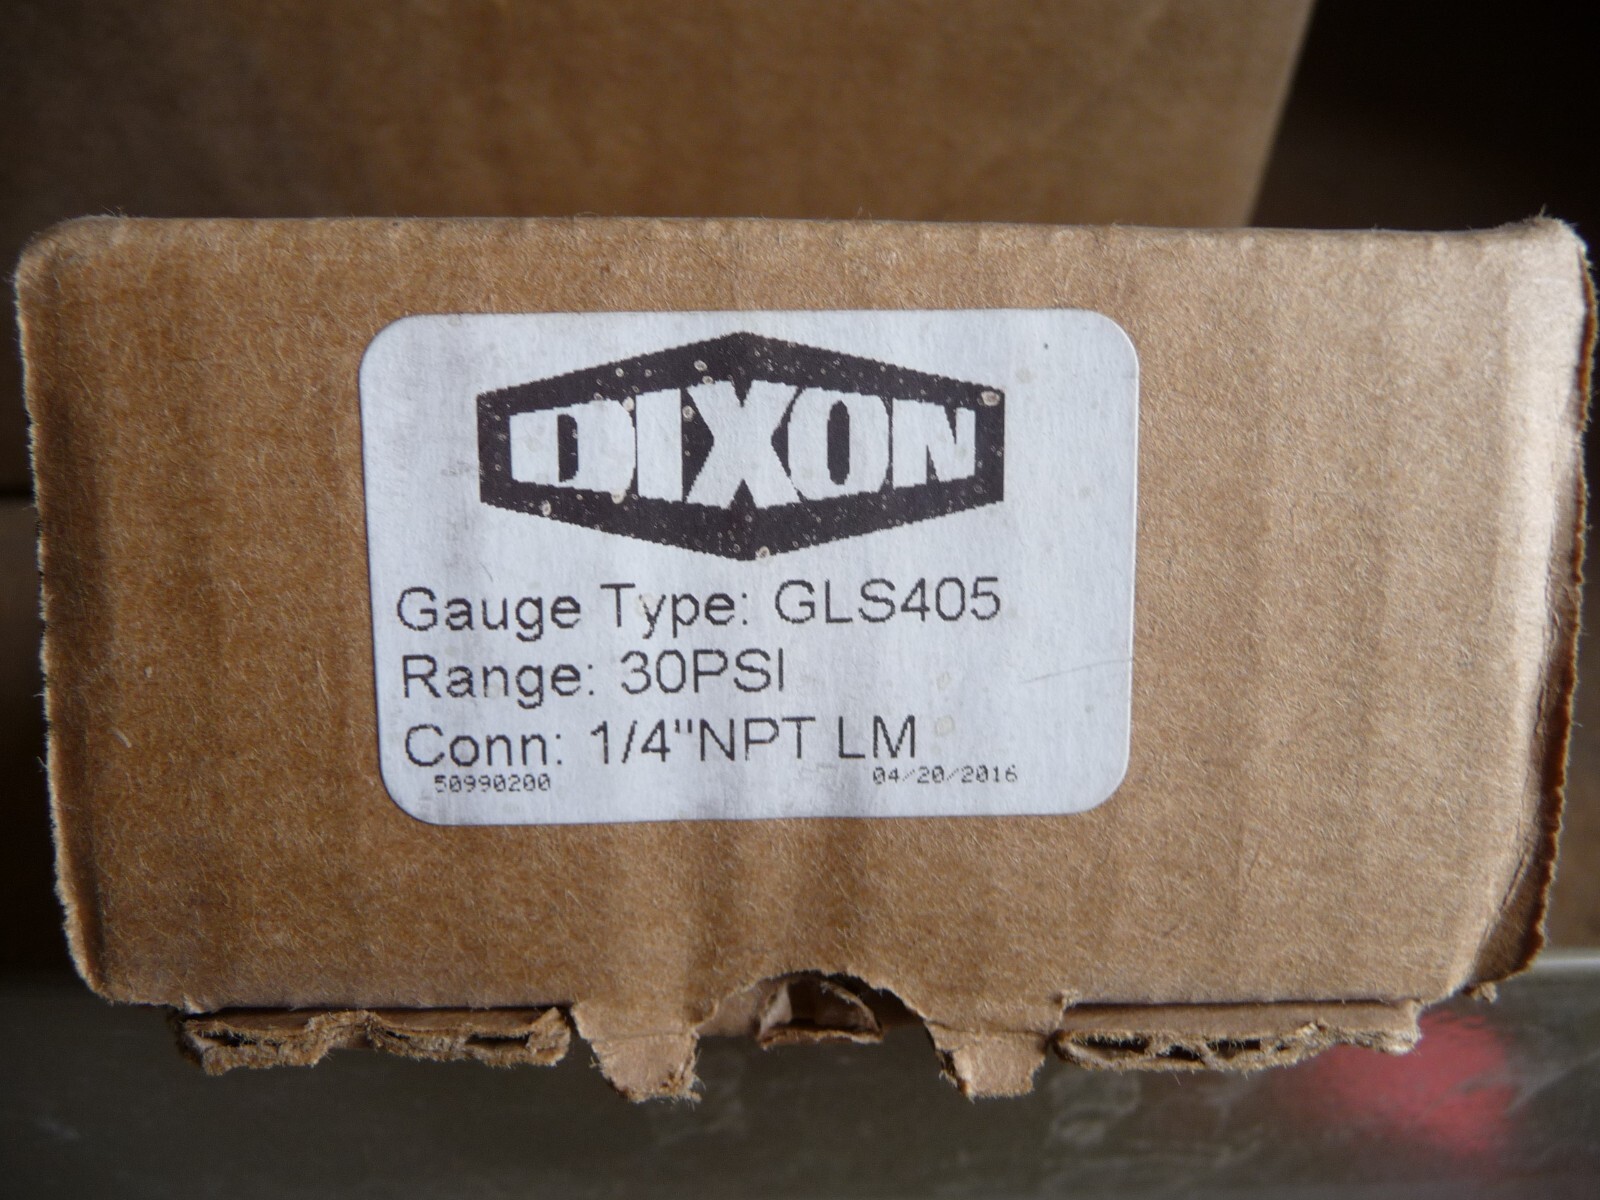 DIXON
Gauge Type: GLS405
Range: 30PSI
Conn: 1/4"NPT LM
50990200 04/20/2016